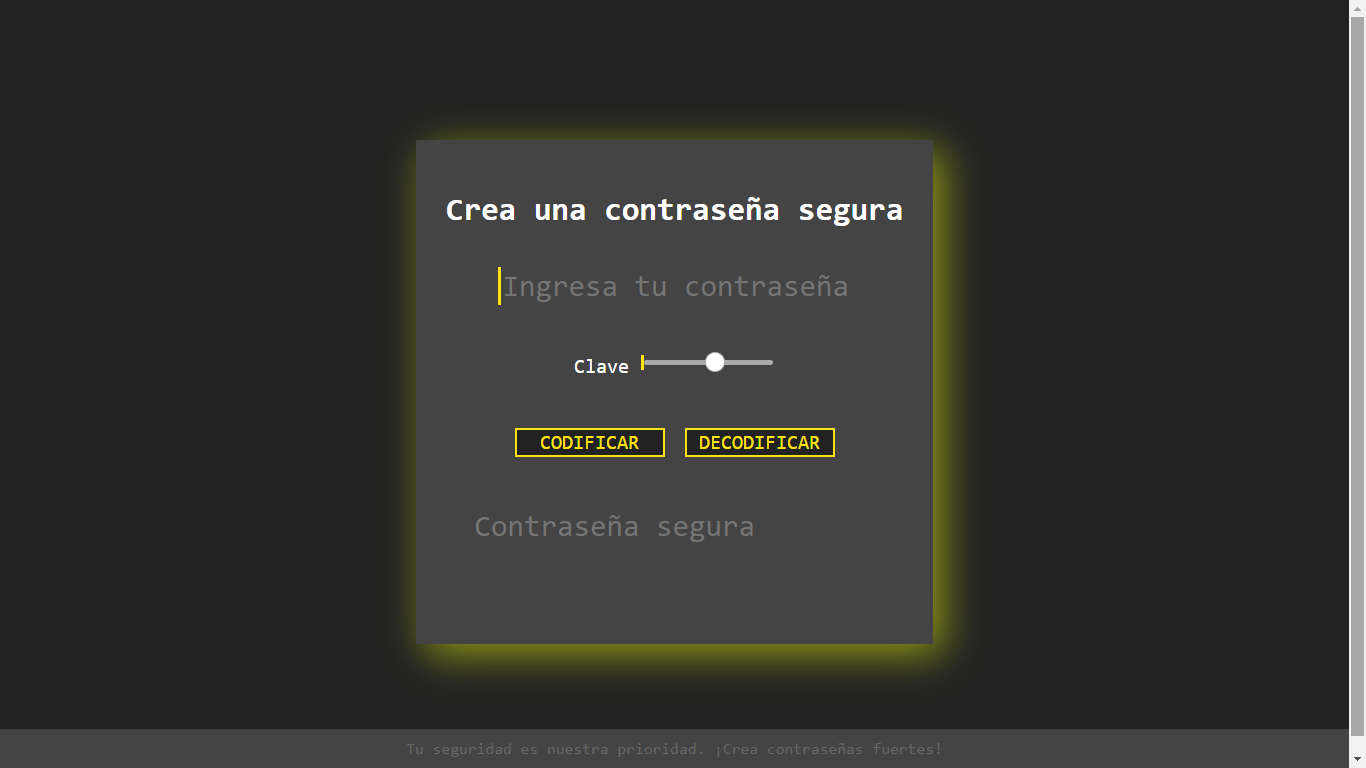 Crea una contraseña segura
Ingresa tu contraseña
Clave
CODIFICAR DECODIFICAR
Contraseña segura
Tu seguridad es nuestra prioridad. ¡Crea contraseñas fuertes!